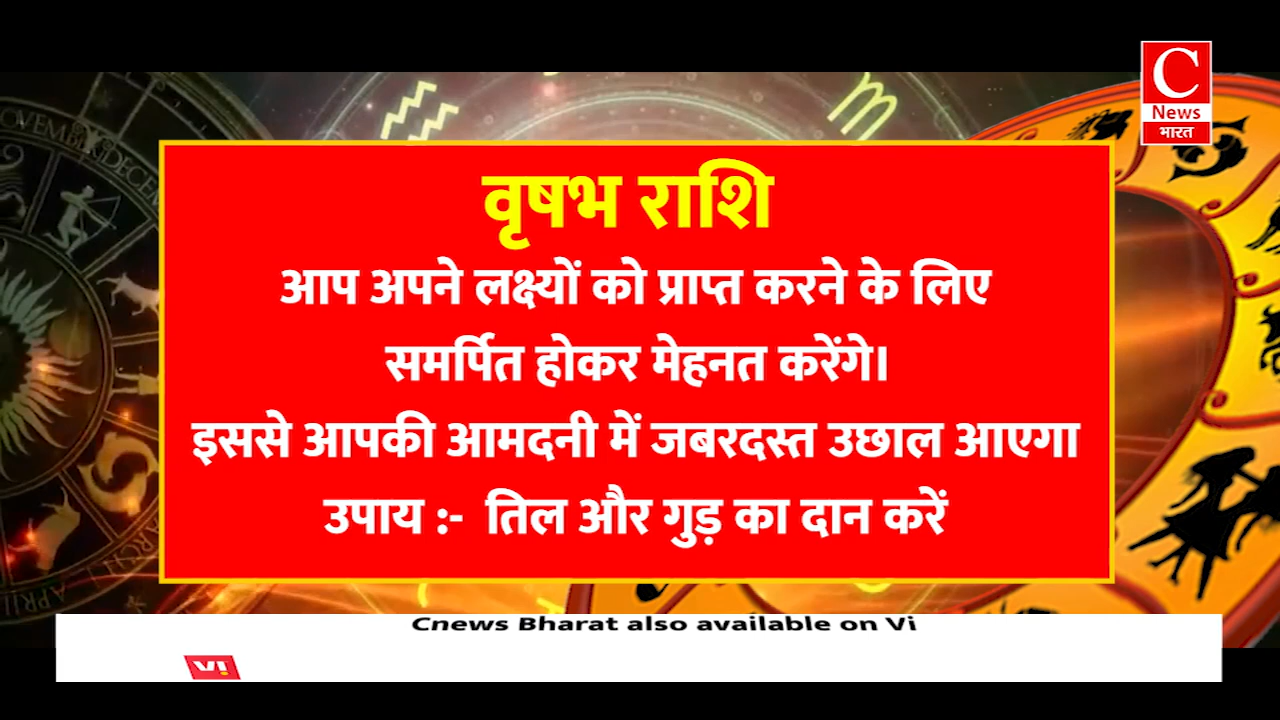 C
News
भारत
वृषभ राशि
आप अपने लक्ष्यों को प्राप्त करने के लिए
समर्पित होकर मेहनत करेंगे।
इससे आपकी आमदनी में जबरदस्त उछाल आएगा
उपाय :- तिल और गुड़ का दान करें
Cnews Bharat also available on Vi
VI